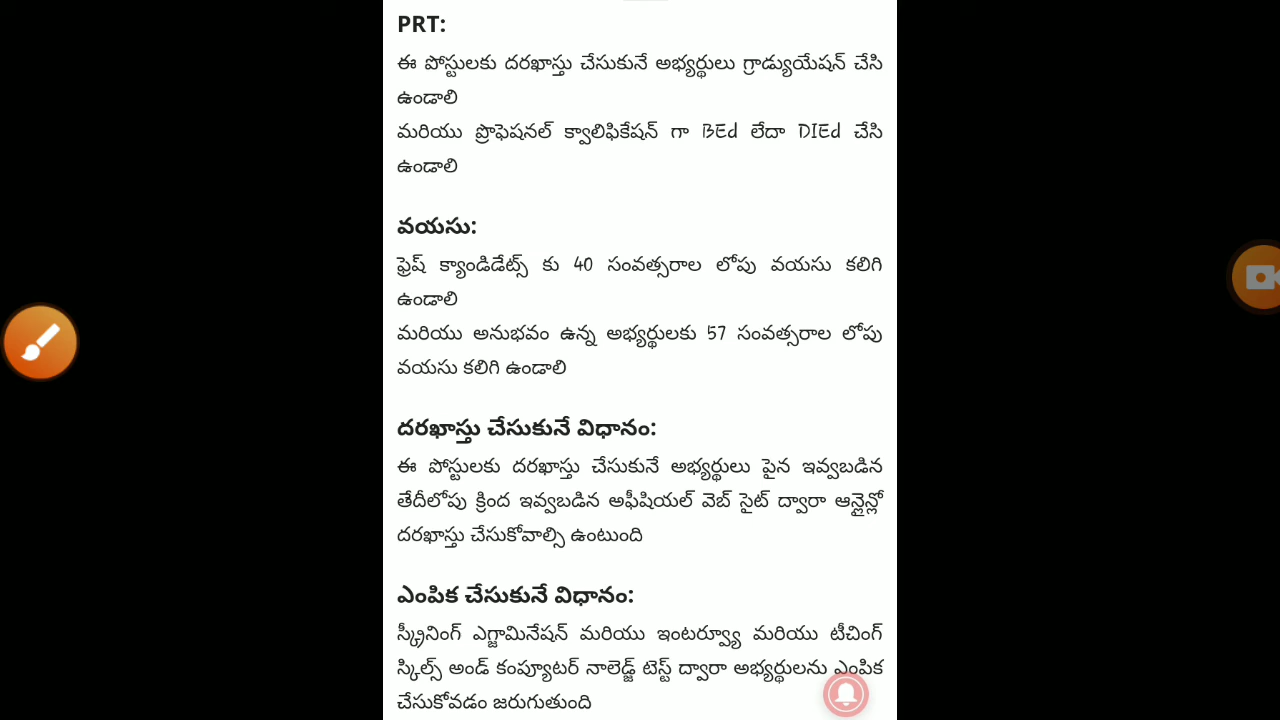 PRT:
ఈ పోస్టులకు దరఖాస్తు చేసుకునే అభ్యర్థులు గ్రాడ్యుయేషన్ చేసి
ఉండాలి
మరియు ప్రొఫెషనల్ క్వాలిఫికేషన్ గా BEd లేదా DIEd చేసి
ఉండాలి
వయసు:
ఫ్రెష్ క్యాండిడేట్స్ కు 40 సంవత్సరాల లోపు వయసు కలిగి
ఉండాలి
మరియు అనుభవం ఉన్న అభ్యర్థులకు 57 సంవత్సరాల లోపు
వయసు కలిగి ఉండాలి
దరఖాస్తు చేసుకునే విధానం:
ఈ పోస్టులకు దరఖాస్తు చేసుకునే అభ్యర్థులు పైన ఇవ్వబడిన
తేదీలోపు క్రింద ఇవ్వబడిన అఫీషియల్ వెబ్ సైట్ ద్వారా ఆన్లైన్లో
దరఖాస్తు చేసుకోవాల్సి ఉంటుంది
ఎంపిక చేసుకునే విధానం:
స్క్రీనింగ్ ఎగ్జామినేషన్ మరియు ఇంటర్వ్యూ మరియు టీచింగ్
స్కిల్స్ అండ్ కంప్యూటర్ నాలెడ్జ్ టెస్ట్ ద్వారా అభ్యర్థులను ఎంపిక
చేసుకోవడం జరుగుతుంది